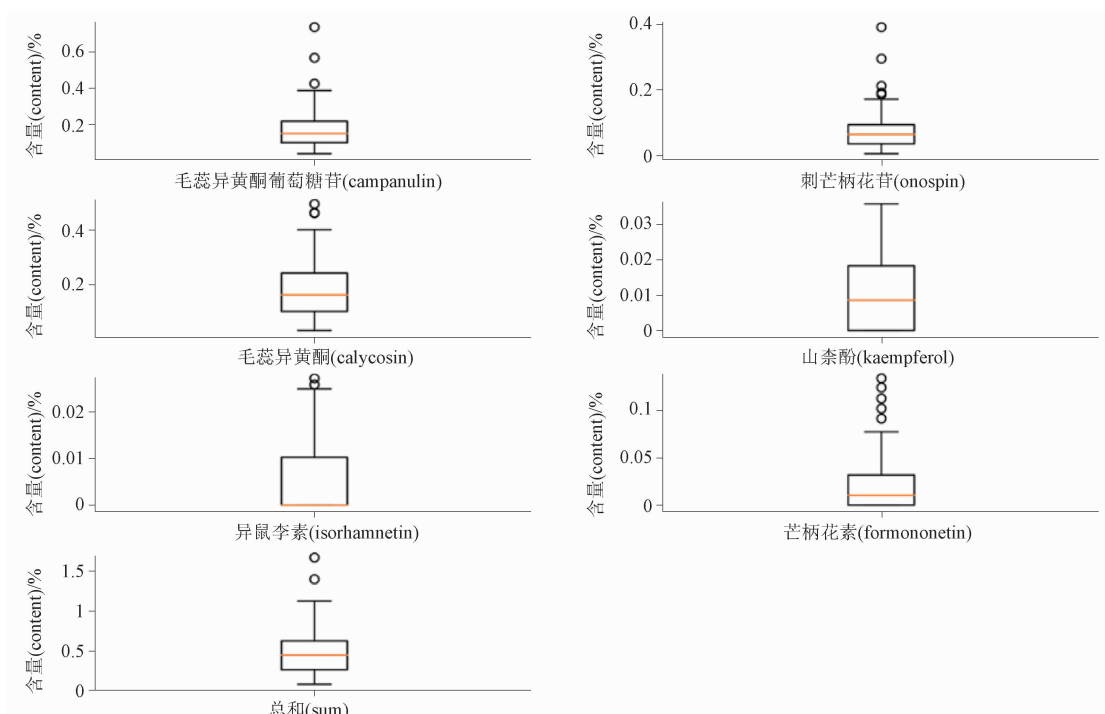 含量(content)/%
0.6
0.4
0.2
毛蕊异黄酮葡萄糖苷(campanulin)
含量(content)/%
0.4
0.2
0
刺芒柄花苷(onospin)
含量(content)/%
0.4
0.2
毛蕊异黄酮(calycosin)
含量(content)/%
0.03
0.02
0.01
0
山柰酚(kaempferol)
含量(content)/%
0.02
0.01
0
异鼠李素(isorhamnetin)
含量(content)/%
0.1
0.05
0
芒柄花素(formononetin)
含量(content)/%
1.5
1
0.5
0
总和(sum)